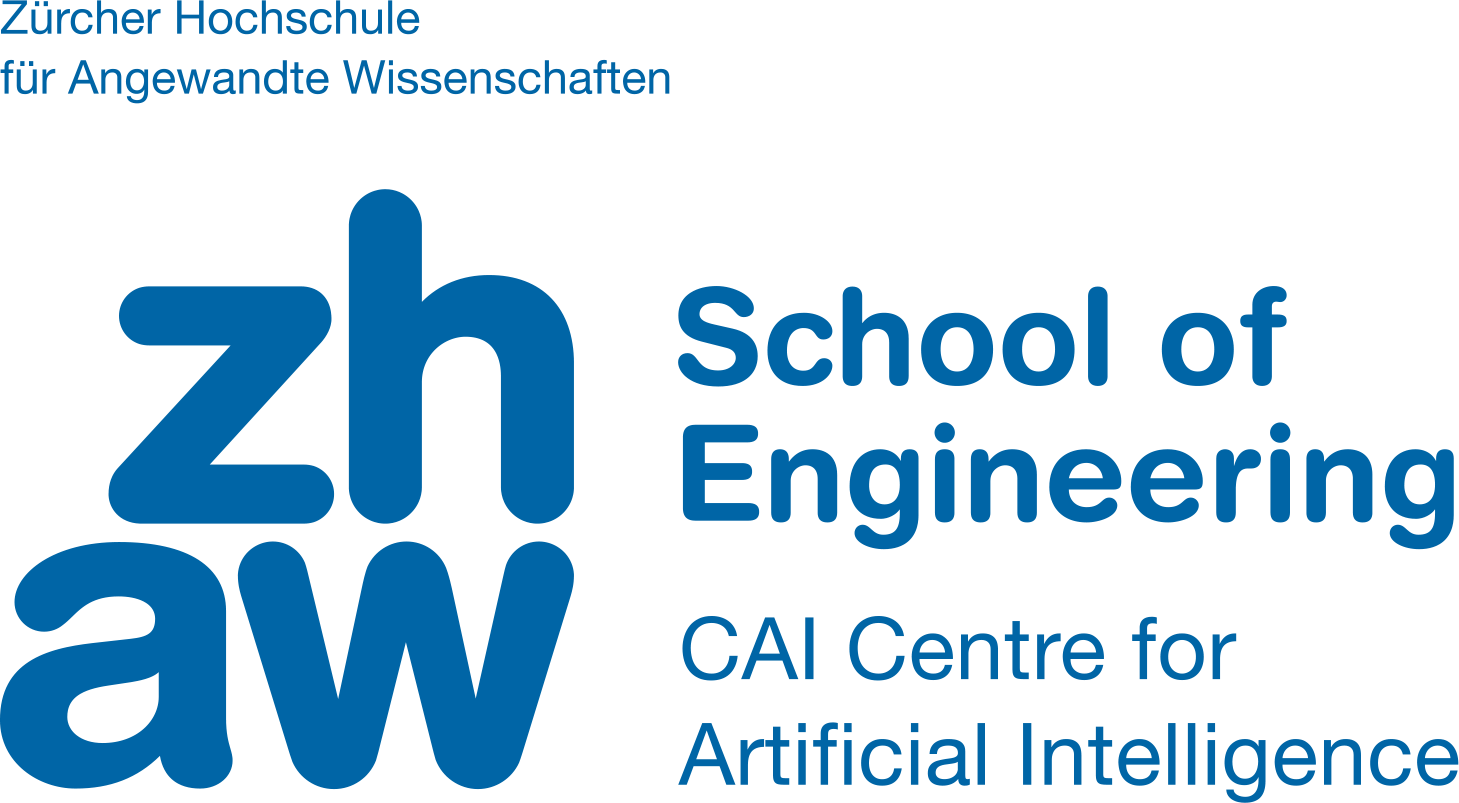 Zürcher Hochschule
für Angewandte Wissenschaften
zh
aw
School of
Engineering
CAI Centre for
Artificial Intelligence